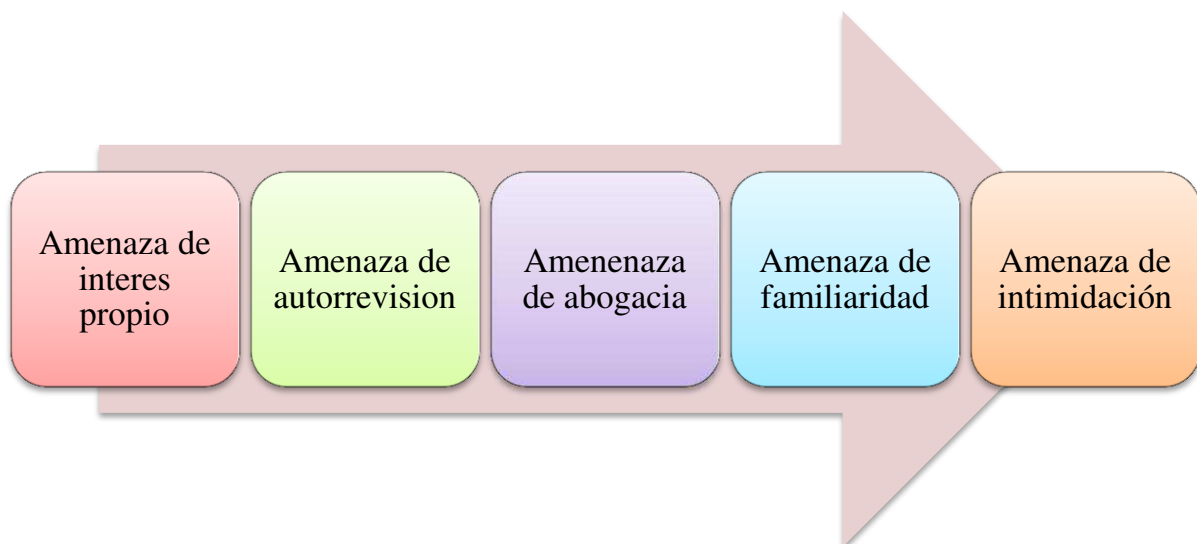 Amenaza de
interes
propio
Amenaza de
autorrevision
Amenenaza
de abogacia
Amenaza de
familiaridad
Amenaza de
intimidación